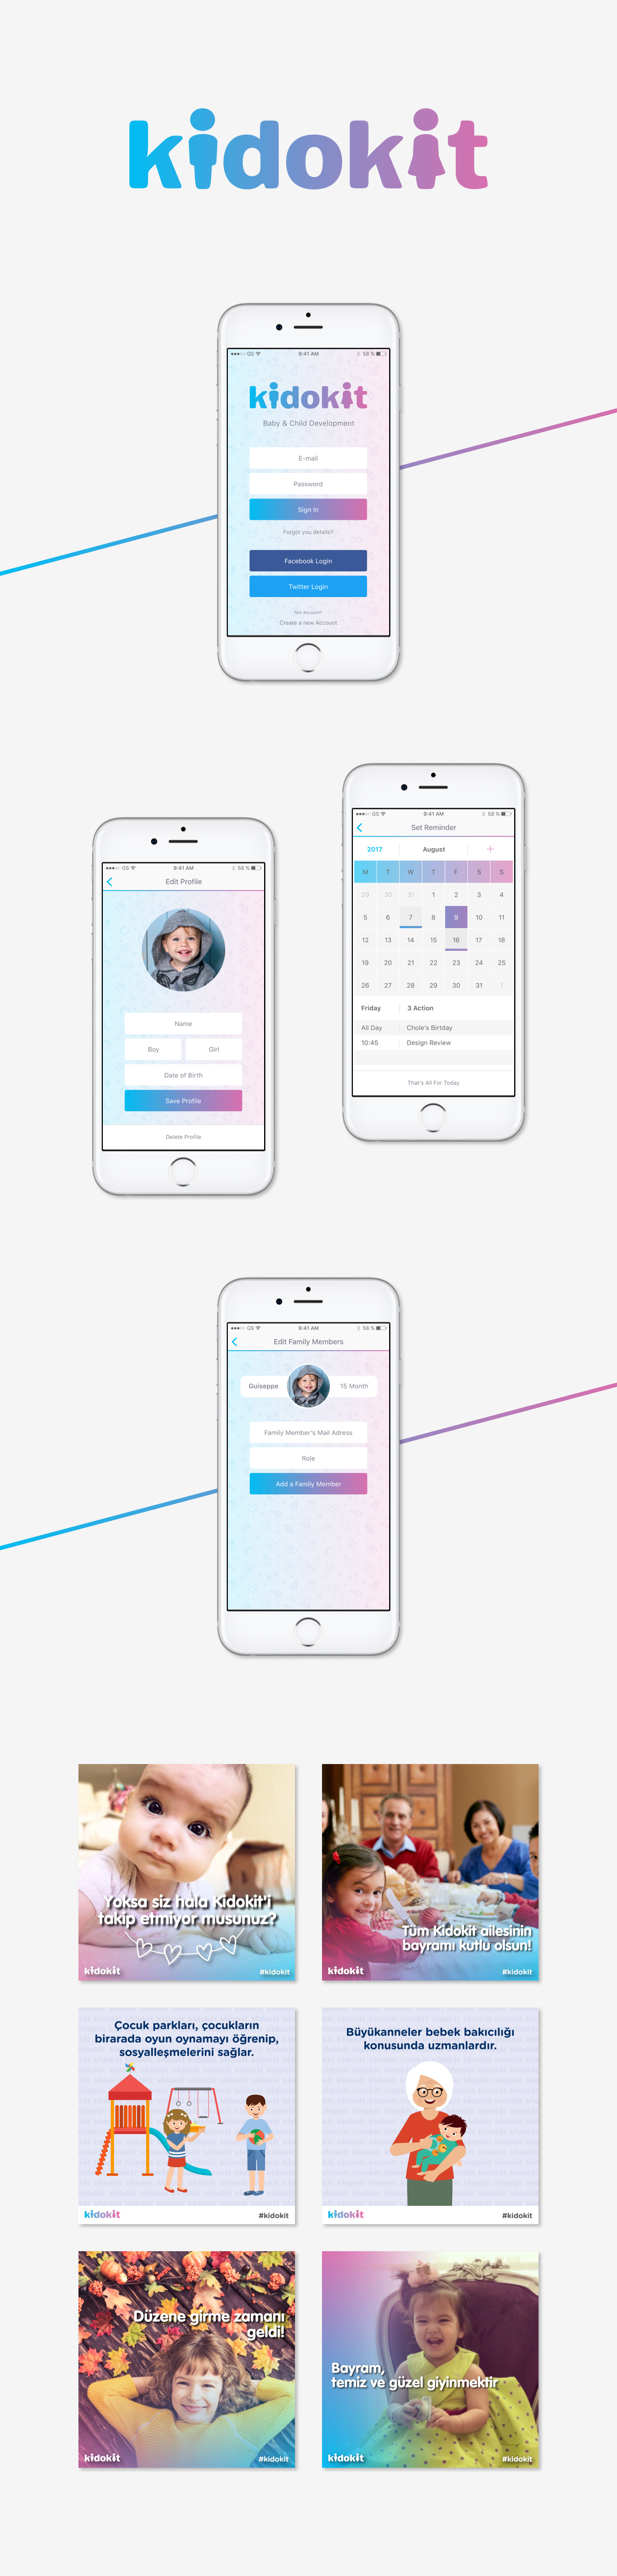 kidokit
GS
9:41 AM
58 %
kidokit
Baby & Child Development
E-mail
Password
Sign In
Forgot you details?
Facebook Login
Twitter Login
Not Account?
Create a new Account
GS
9:41 AM
58 %
Set Reminder
2017
August
+
M T W T F S S
29 30 31 1 2 3 4
5 6 7 8 9 10 11
12 13 14 15 16 17 18
19 20 21 22 23 24 25
26 27 28 29 30 31 1
Friday
3 Action
All Day
Chole's Birtday
10:45
Design Review
That's All For Today
GS
9:41 AM
58 %
Edit Profile
Name
Boy
Girl
Date of Birth
Save Profile
Delete Profile
GS
9:41 AM
58 %
Edit Family Members
Guiseppe
15 Month
Family Member's Mail Adress
Role
Add a Family Member
Yoksa siz hala Kidokit'i
takip etmiyor musunuz?
kidokit
#kidokit
Tüm Kidokit ailesinin
bayramı kutlu olsun!
kidokit
#kidokit
Çocuk parkları, çocukların
birarada oyun oynamayı öğrenip,
sosyalleşmelerini sağlar.
kidokit
#kidokit
Büyükanneler bebek bakıcılığı
konusunda uzmanlardır.
kidokit
#kidokit
Düzene girme zamanı
geldi!
kidokit
#kidokit
Bayram,
temiz ve güzel giyinmektir
kidokit
#kidokit